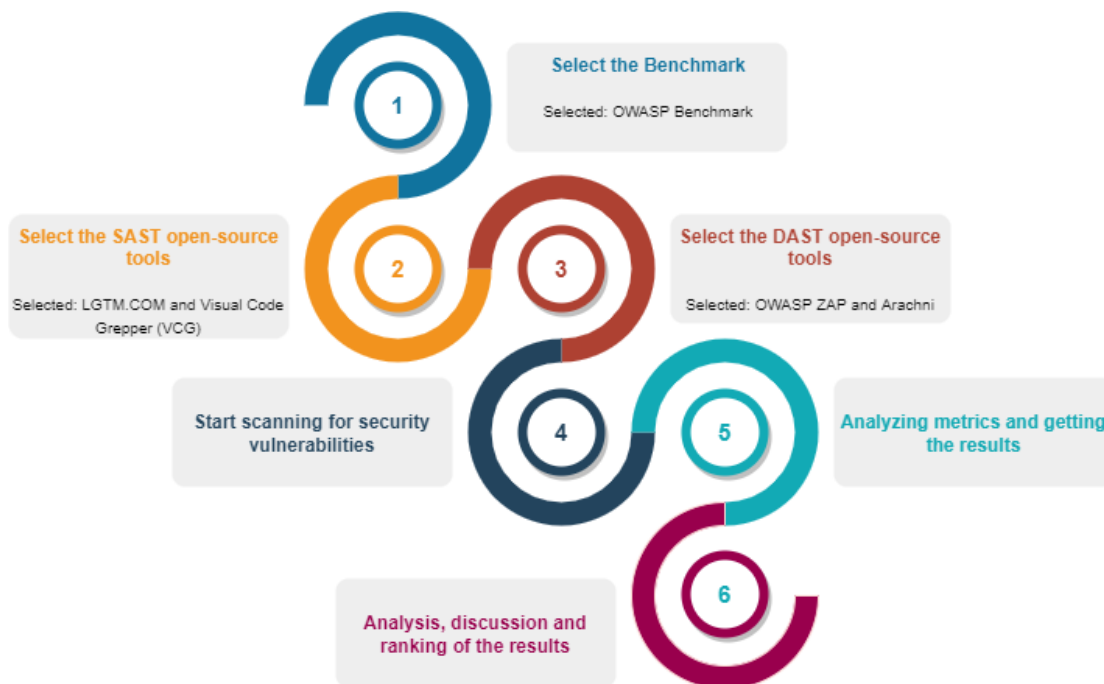 1
Select the Benchmark
Selected: OWASP Benchmark
Select the SAST open-source
tools
Selected: LGTM.COM and Visual Code
Grepper (VCG)
2
3
Select the DAST open-source
tools
Selected: OWASP ZAP and Arachni
Start scanning for security
vulnerabilities
4
5
Analyzing metrics and getting
the results
Analysis, discussion and
ranking of the results
6